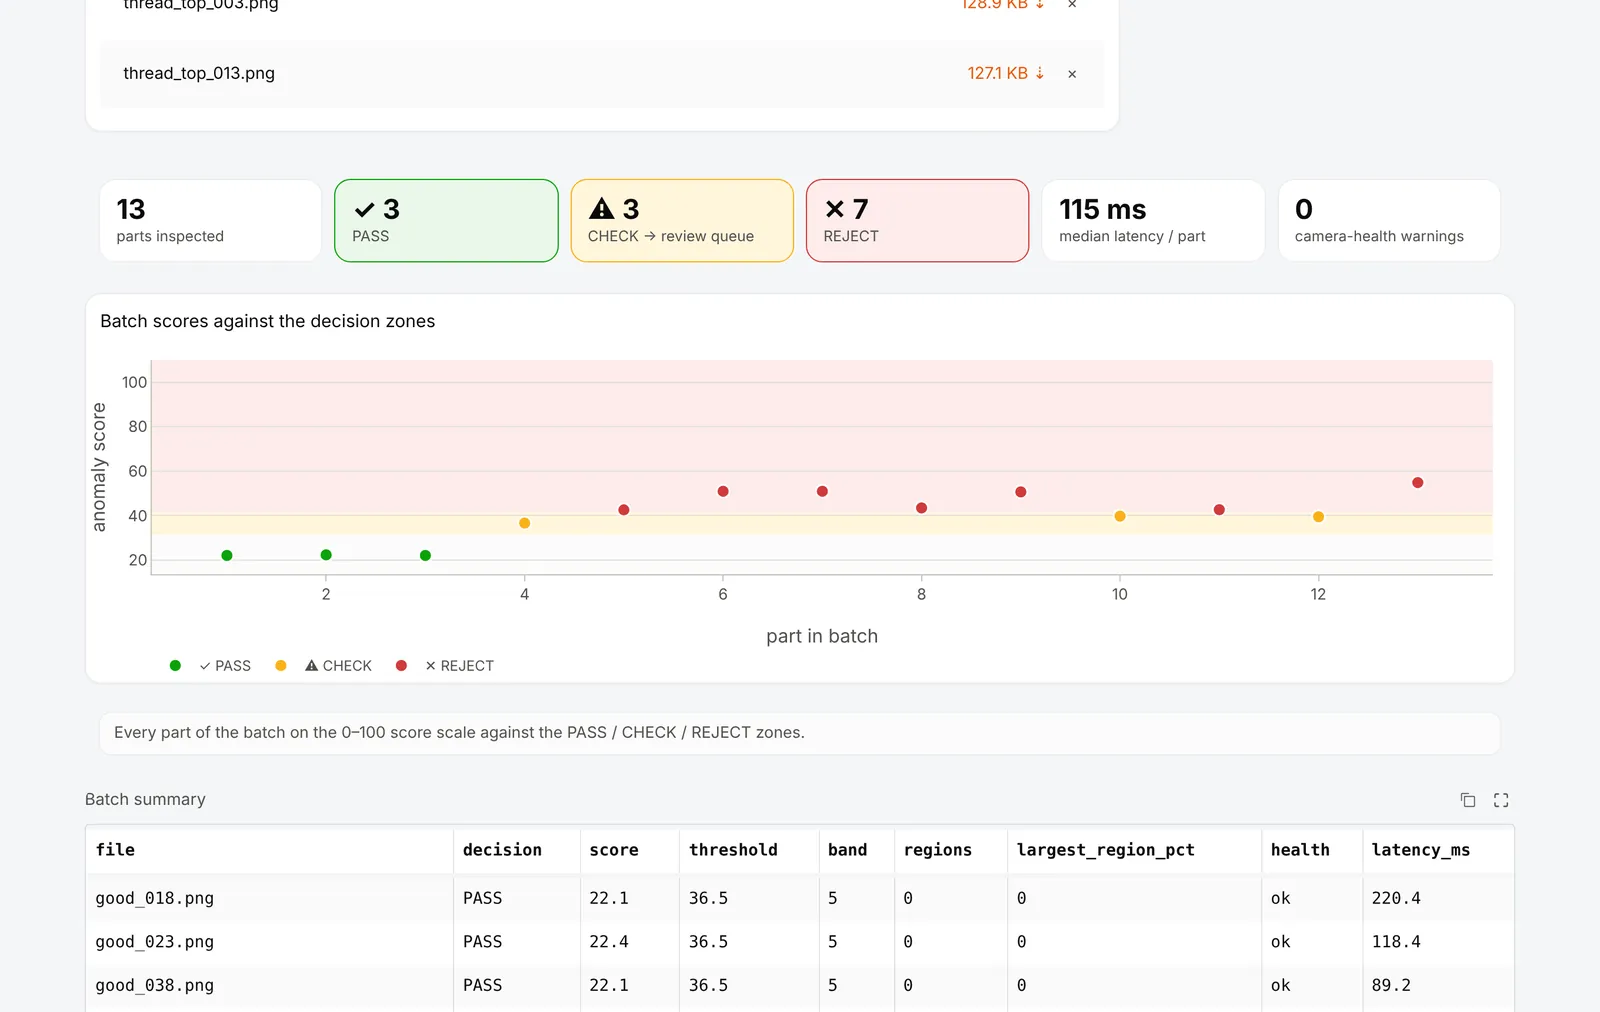 thread_top_003.png 128.9 KB ⇣ ×
thread_top_013.png 127.1 KB ⇣ ×
13
parts inspected
✓ 3
PASS
⚠ 3
CHECK → review queue
✕ 7
REJECT
115 ms
median latency / part
0
camera-health warnings
Batch scores against the decision zones
anomaly score
100
80
60
40
20
2 4 6 8 10 12
part in batch
✓ PASS ⚠ CHECK ✕ REJECT
Every part of the batch on the 0–100 score scale against the PASS / CHECK / REJECT zones.
Batch summary
file decision score threshold band regions largest_region_pct health latency_ms
good_018.png PASS 22.1 36.5 5 0 0 ok 220.4
good_023.png PASS 22.4 36.5 5 0 0 ok 118.4
good_038.png PASS 22.1 36.5 5 0 0 ok 89.2